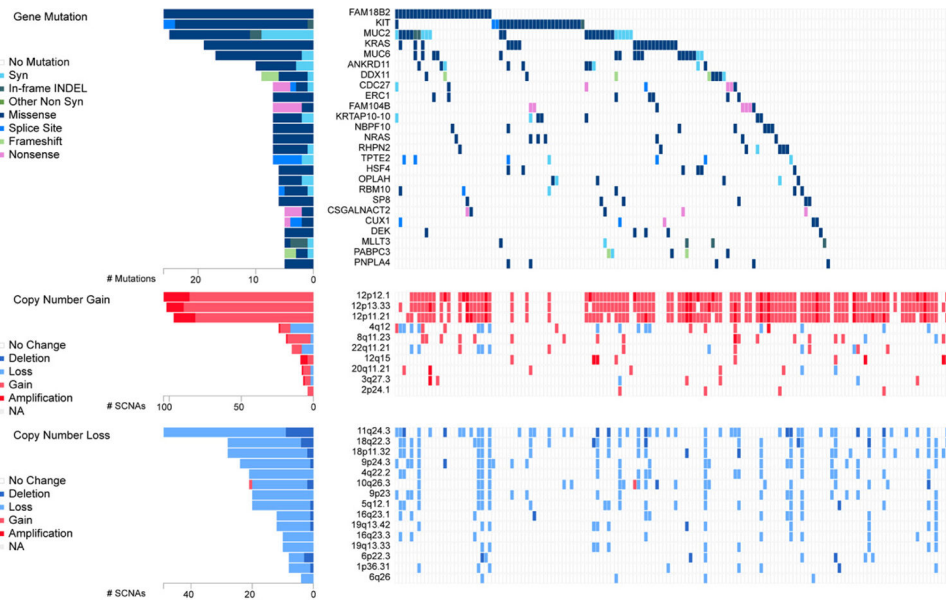 Gene Mutation
No Mutation
Syn
In-frame INDEL
Other Non Syn
Missense
Splice Site
Frameshift
Nonsense
# Mutations
20
10
0
FAM18B2
KIT
MUC2
KRAS
MUC6
ANKRD11
DDX11
CDC27
ERC1
FAM104B
KRTAP10-10
NBPF10
NRAS
RHPN2
TPTE2
HSF4
OPLAH
RBM10
SP8
CSGALNACT2
CUX1
DEK
MLLT3
PABPC3
PNPLA4
Copy Number Gain
No Change
Deletion
Loss
Gain
Amplification
NA
# SCNAs
100
50
0
12p12.1
12p13.33
12p11.21
4q12
8q11.23
22q11.21
12q15
20q11.21
3q27.3
2p24.1
Copy Number Loss
No Change
Deletion
Loss
Gain
Amplification
NA
# SCNAs
40
20
0
11q24.3
18q22.3
18p11.32
9p24.3
4q22.2
10q26.3
9p23
5q12.1
16q23.1
19q13.42
16q23.3
19q13.33
6p22.3
1p36.31
6q26